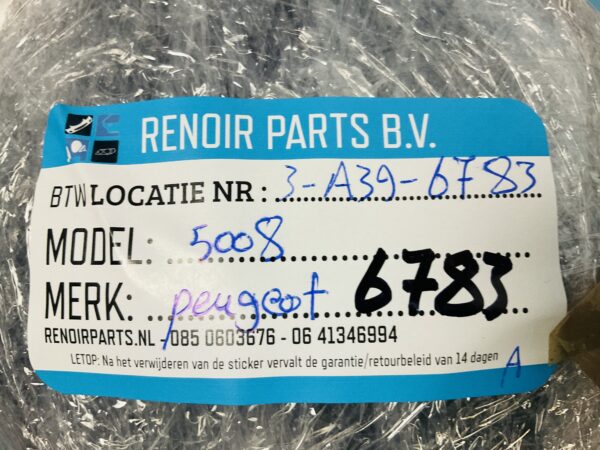 RENOIR PARTS B.V.
BTW LOCATIE NR : 3-A39-6783
MODEL: 5008
MERK: peugeot 6783
RENOIRPARTS.NL - 085 0603676 - 06 41346994
LETOP: Na het verwijderen van de sticker vervalt de garantie/retourbeleid van 14 dagen
A